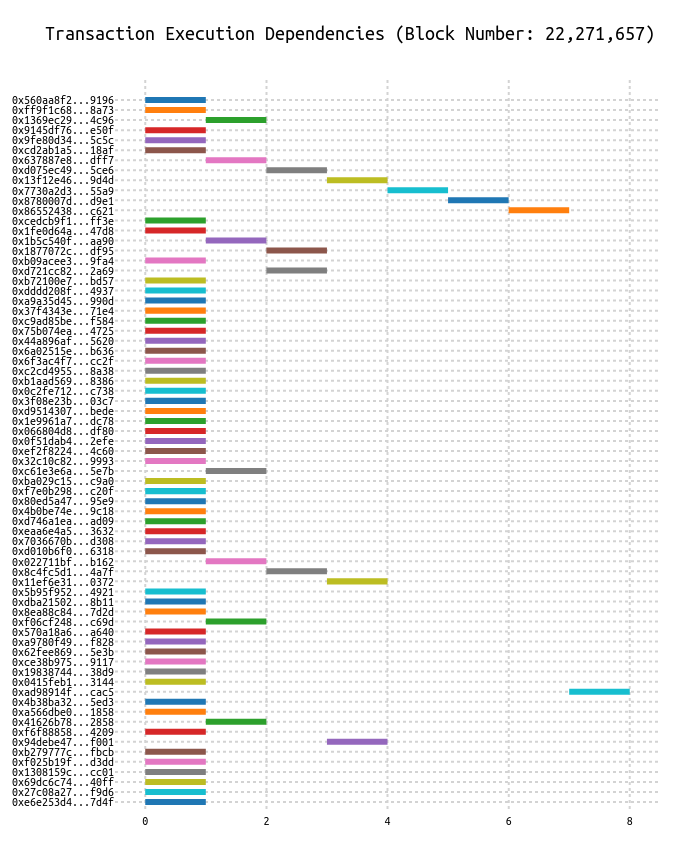 Transaction Execution Dependencies (Block Number: 22,271,657)
0x560aa8f2...9196
0xff9f1c68...8a73
0x1369ec29...4c96
0x9145df76...e50f
0x9fe80d34...5c5c
0xcd2ab1a5...18af
0x637887e8...dff7
0xd075ec49...5ce6
0x13f12e46...9d4d
0x7730a2d3...55a9
0x8780007d...d9e1
0x86552438...c621
0xcedcb9f1...ff3e
0x1fe0d64a...47d8
0x1b5c540f...aa90
0x1877072c...df95
0xb09acee3...9fa4
0xd721cc82...2a69
0xb72100e7...bd57
0xdddd208f...4937
0xa9a35d45...990d
0x37f4343e...71e4
0xc9ad85be...f584
0x75b074ea...4725
0x44a896af...5620
0x6a02515e...b636
0x6f3ac4f7...cc2f
0xc2cd4955...8a38
0xb1aad569...8386
0x0c2fe712...c738
0x3f08e23b...03c7
0xd9514307...bede
0x1e9961a7...dc78
0x066804d8...df80
0x0f51dab4...2efe
0xef2f8224...4c60
0x32c10c82...9993
0xc61e3e6a...5e7b
0xba029c15...c9a0
0xf7e0b298...c20f
0x80ed5a47...95e9
0x4b0be74e...9c18
0xd746a1ea...ad09
0xeaa6e4a5...3632
0x7036670b...d308
0xd010b6f0...6318
0x022711bf...b162
0x8c4fc5d1...4a7f
0x11ef6e31...0372
0x5b95f952...4921
0xdba21502...8b11
0x8ea88c84...7d2d
0xf06cf248...c69d
0x570a18a6...a640
0xa9780f49...f828
0x62fee869...5e3b
0xce38b975...9117
0x19838744...38d9
0x0415feb1...3144
0xad98914f...cac5
0x4b38ba32...5ed3
0xa566dbe0...1858
0x41626b78...2858
0xf6f88858...4209
0x94debe47...f001
0xb279777c...fbcb
0xf025b19f...d3dd
0x1308159c...cc01
0x69dc6c74...40ff
0x27c08a27...f9d6
0xe6e253d4...7d4f
0 2 4 6 8